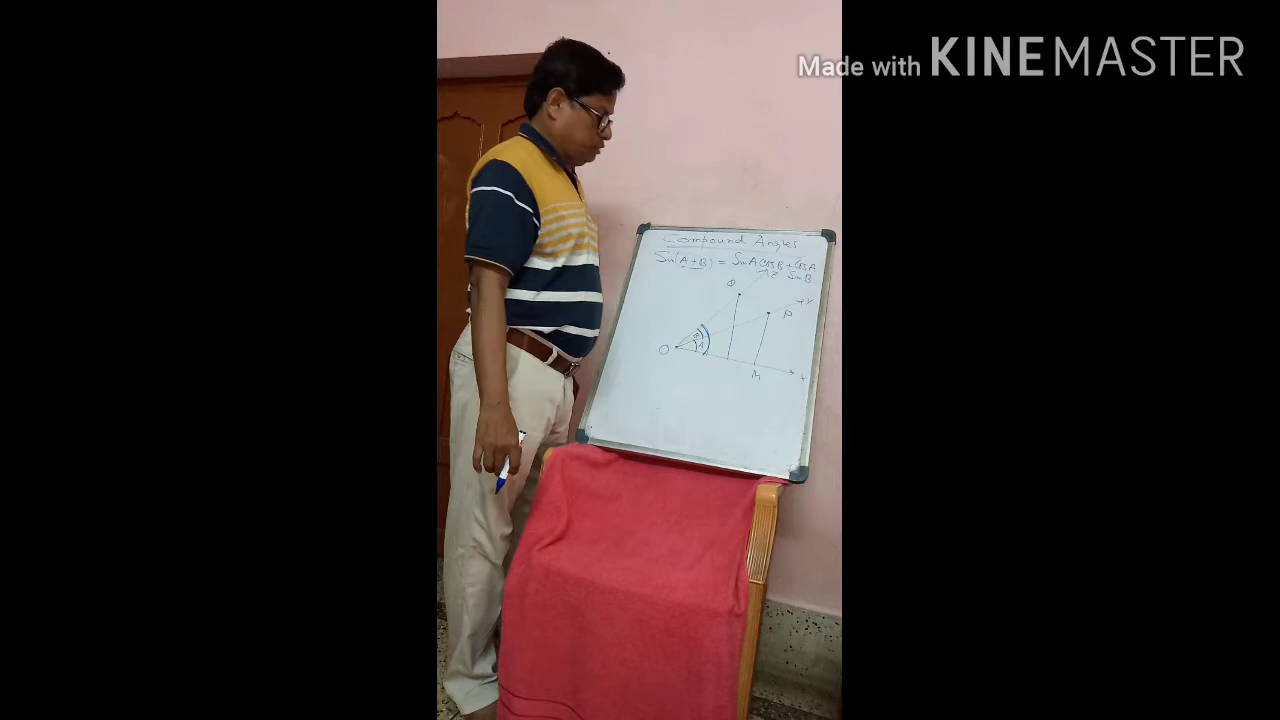 Made with KINEMASTER
Compound Angles
Sin(A+B) = SinA CosB + CosA
SinB
Z
Q
Y
P
B
A
O
M
X